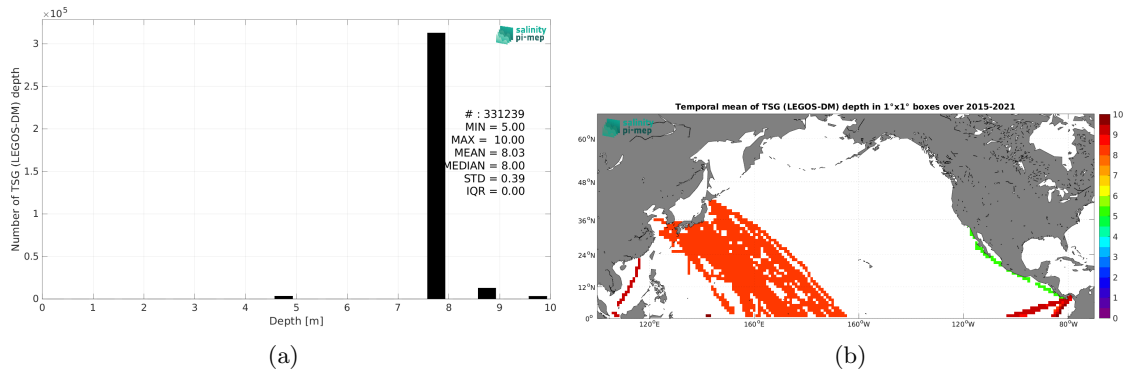 ×10⁵
salinity
pi-mep
3
2.5
2
1.5
1
0.5
0
Number of TSG (LEGOS-DM) depth
# : 331239
MIN = 5.00
MAX = 10.00
MEAN = 8.03
MEDIAN = 8.00
STD = 0.39
IQR = 0.00
0 1 2 3 4 5 6 7 8 9 10
Depth [m]
(a)
Temporal mean of TSG (LEGOS-DM) depth in 1°x1° boxes over 2015-2021
salinity
pi-mep
60°N
48°N
36°N
24°N
12°N
0°
120°E 160°E 160°W 120°W 80°W
10
9
8
7
6
5
4
3
2
1
0
(b)